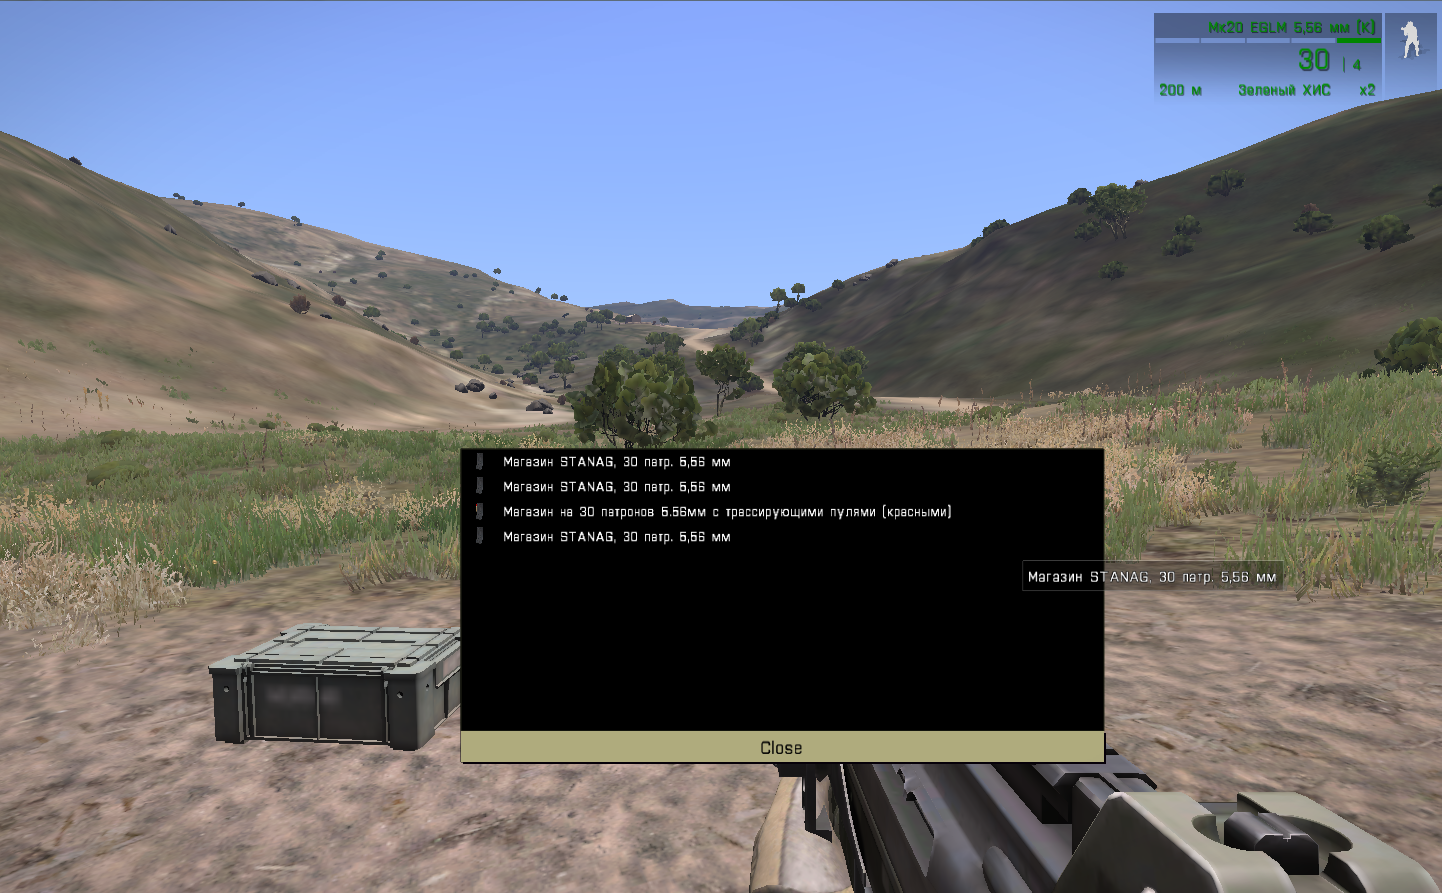 Mk20 EGLM 5,56 мм (К)
30 | 4
200 м Зеленый ХИС x2
Магазин STANAG, 30 патр. 5,56 мм
Магазин STANAG, 30 патр. 5,56 мм
Магазин на 30 патронов 5.56мм с трассирующими пулями (красными)
Магазин STANAG, 30 патр. 5,56 мм
Магазин STANAG, 30 патр. 5,56 мм
Close